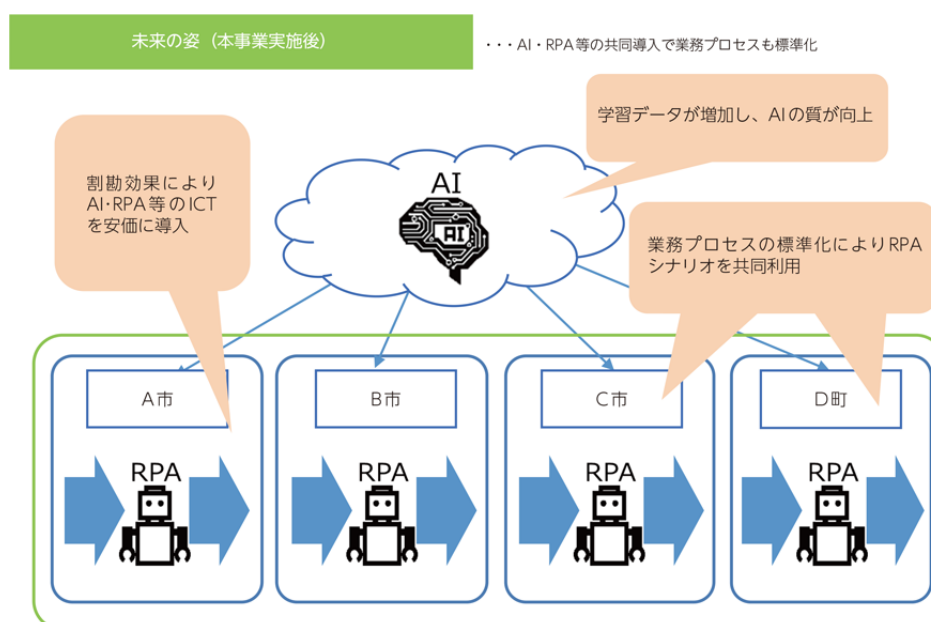 未来の姿（本事業実施後）
・・・AI・RPA等の共同導入で業務プロセスも標準化
学習データが増加し、AIの質が向上
割勘効果により
AI・RPA等のICT
を安価に導入
AI
AI
業務プロセスの標準化によりRPA
シナリオを共同利用
A市
B市
C市
D町
RPA
RPA
RPA
RPA